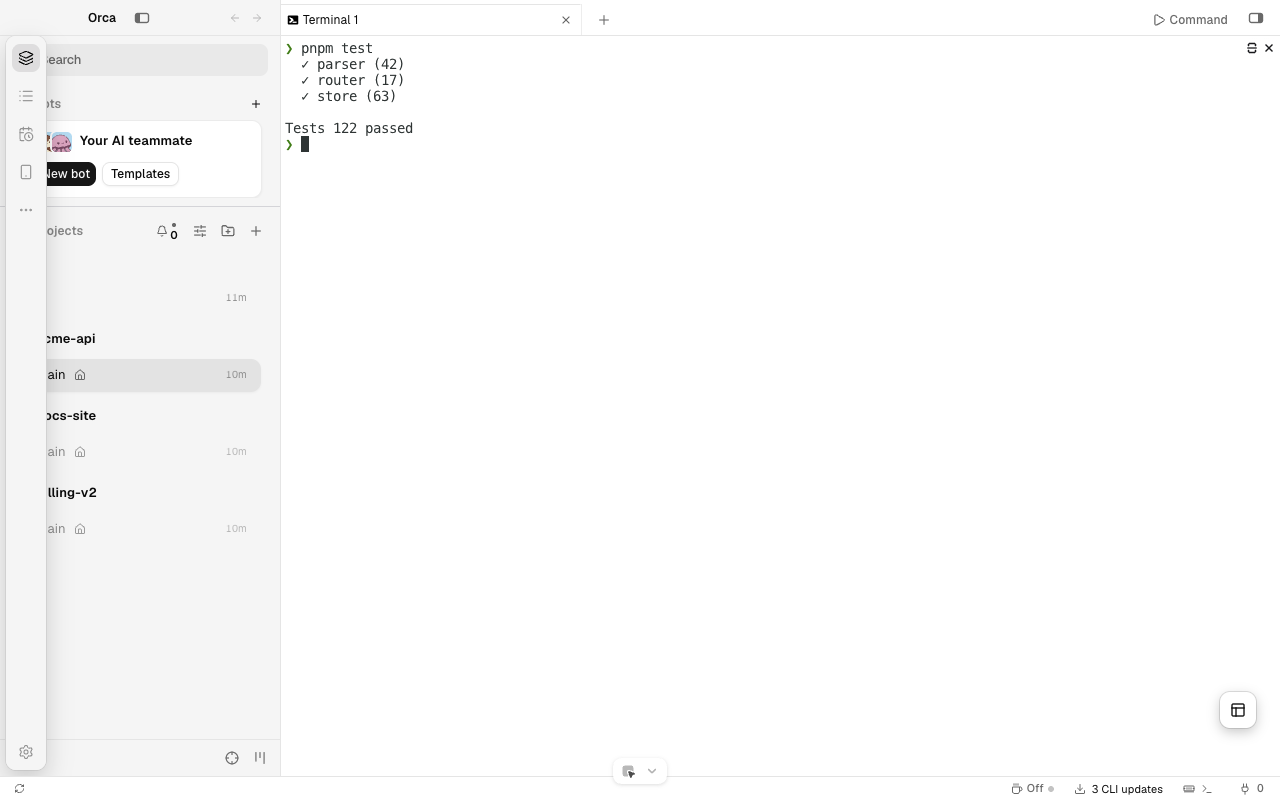 Orca
Terminal 1
Command
earch
ots
Your AI teammate
New bot
Templates
ojects
0
11m
cme-api
ain
10m
ocs-site
ain
10m
lling-v2
ain
10m
❯ pnpm test
✓ parser (42)
✓ router (17)
✓ store (63)
Tests 122 passed
❯
Off
3 CLI updates
0